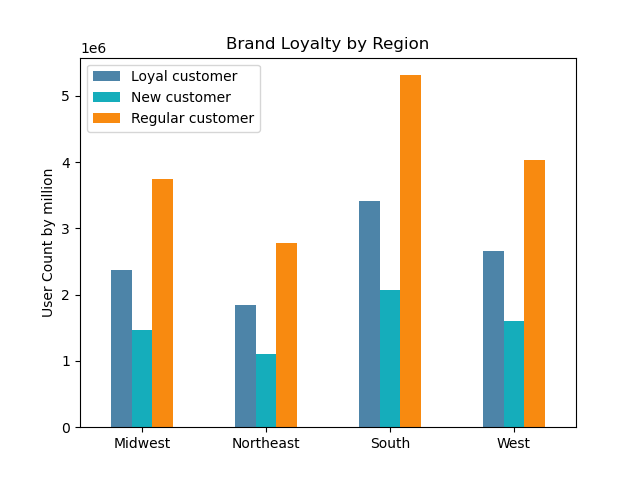 Brand Loyalty by Region
1e6
Loyal customer
New customer
Regular customer
User Count by million
5
4
3
2
1
0
Midwest
Northeast
South
West